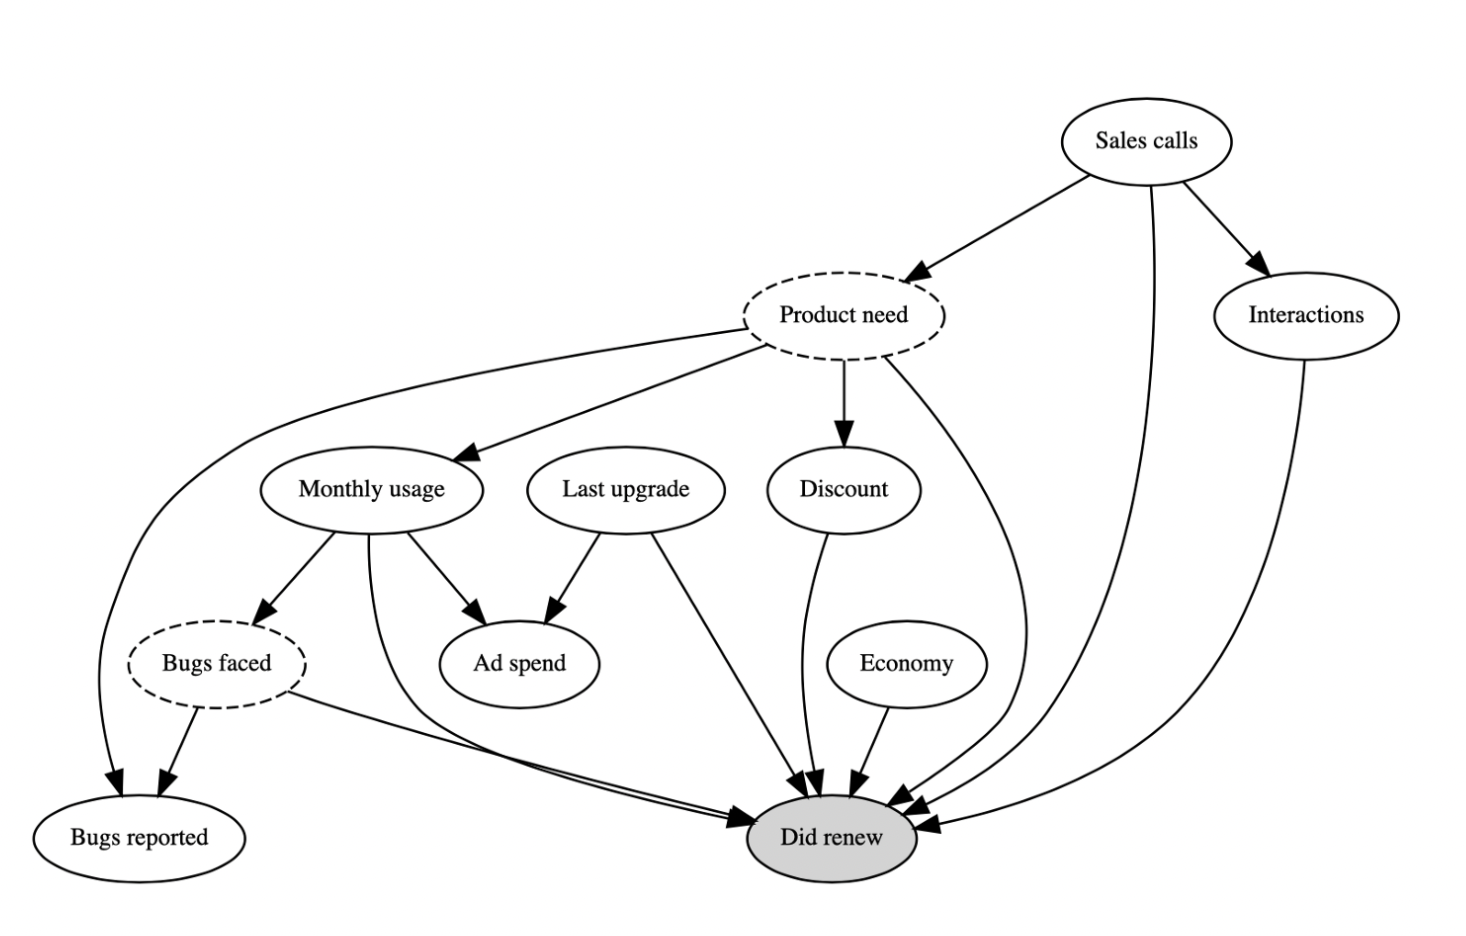 Sales calls
Product need
Interactions
Monthly usage
Last upgrade
Discount
Bugs faced
Ad spend
Economy
Bugs reported
Did renew